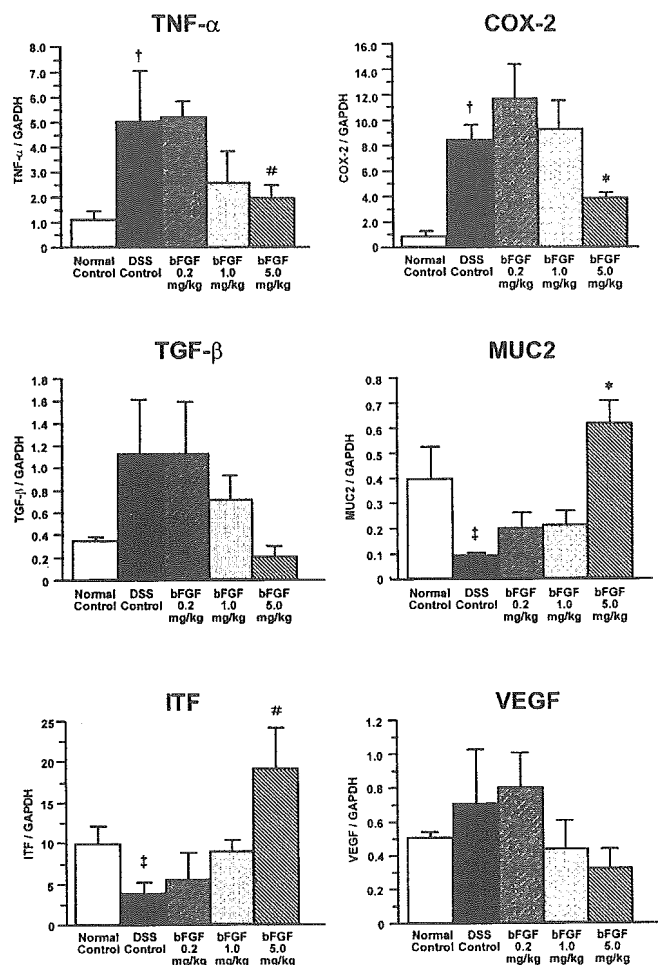 TNF-α
TNF-α / GAPDH
8.0
7.0
6.0
5.0
4.0
3.0
2.0
1.0
0
†
#
Normal Control
DSS Control
bFGF 0.2 mg/kg
bFGF 1.0 mg/kg
bFGF 5.0 mg/kg
COX-2
COX-2 / GAPDH
16.0
14.0
12.0
10.0
8.0
6.0
4.0
2.0
0
†
*
Normal Control
DSS Control
bFGF 0.2 mg/kg
bFGF 1.0 mg/kg
bFGF 5.0 mg/kg
TGF-β
TGF-β / GAPDH
1.8
1.6
1.4
1.2
1.0
0.8
0.6
0.4
0.2
0
Normal Control
DSS Control
bFGF 0.2 mg/kg
bFGF 1.0 mg/kg
bFGF 5.0 mg/kg
MUC2
MUC2 / GAPDH
0.8
0.7
0.6
0.5
0.4
0.3
0.2
0.1
0
‡
*
Normal Control
DSS Control
bFGF 0.2 mg/kg
bFGF 1.0 mg/kg
bFGF 5.0 mg/kg
ITF
ITF / GAPDH
25
20
15
10
5
0
‡
#
Normal Control
DSS Control
bFGF 0.2 mg/kg
bFGF 1.0 mg/kg
bFGF 5.0 mg/kg
VEGF
VEGF / GAPDH
1.2
1.0
0.8
0.6
0.4
0.2
0
Normal Control
DSS Control
bFGF 0.2 mg/kg
bFGF 1.0 mg/kg
bFGF 5.0 mg/kg